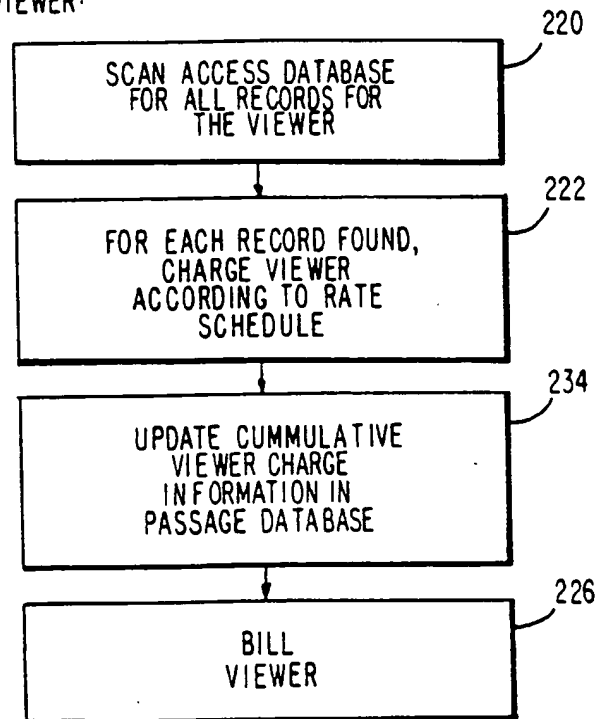 VIEWER:
220
SCAN ACCESS DATABASE
FOR ALL RECORDS FOR
THE VIEWER
222
FOR EACH RECORD FOUND,
CHARGE VIEWER
ACCORDING TO RATE
SCHEDULE
234
UPDATE CUMMULATIVE
VIEWER CHARGE
INFORMATION IN
PASSAGE DATABASE
226
BILL
VIEWER